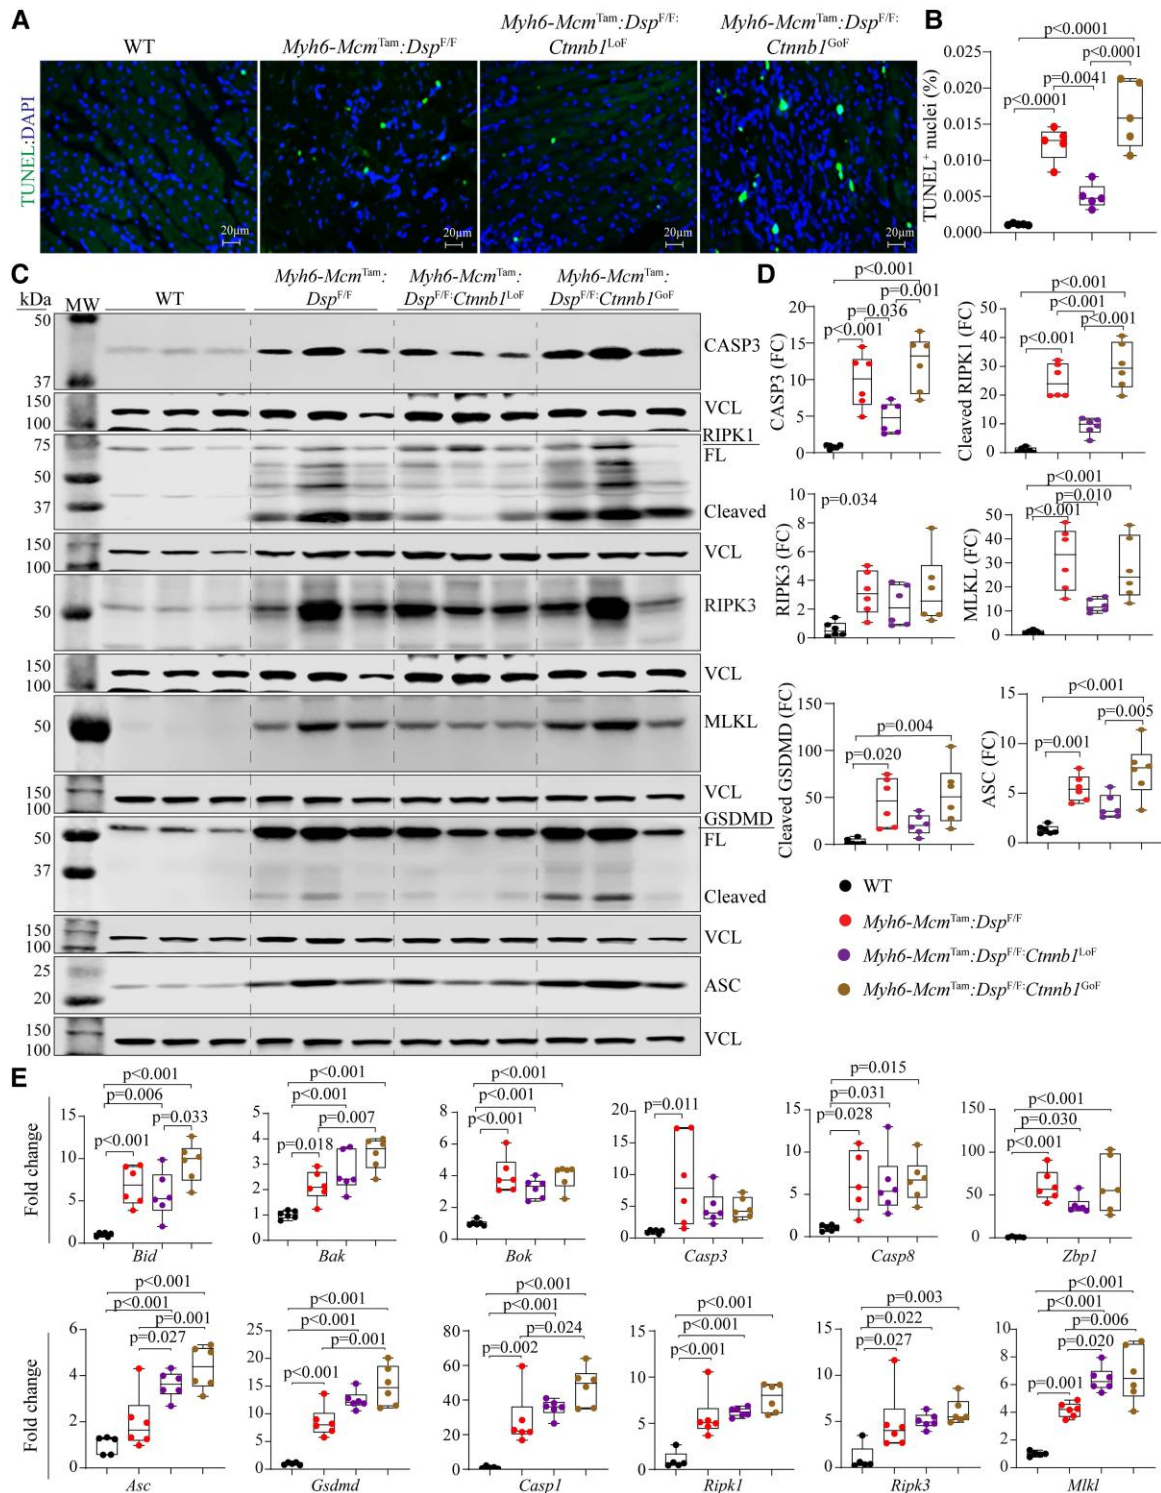 A
WT
Myh6-Mcm^Tam:Dsp^F/F
Myh6-Mcm^Tam:Dsp^F/F:
Ctnnb1^LoF
Myh6-Mcm^Tam:Dsp^F/F:
Ctnnb1^GoF
TUNEL:DAPI
20μm
20μm
20μm
20μm
B
p<0.0001
p<0.0001
p=0.0041
p<0.0001
TUNEL+ nuclei (%)
0.025
0.020
0.015
0.010
0.005
0.000
C
kDa
MW
WT
Myh6-Mcm^Tam:
Dsp^F/F
Myh6-Mcm^Tam:
Dsp^F/F:Ctnnb1^LoF
Myh6-Mcm^Tam:
Dsp^F/F:Ctnnb1^GoF
50
37
CASP3
150
100
VCL
75
50
37
RIPK1
FL
Cleaved
150
100
VCL
50
RIPK3
150
100
VCL
50
MLKL
150
100
VCL
50
37
GSDMD
FL
Cleaved
150
100
VCL
25
20
ASC
150
100
VCL
D
p<0.001
p=0.001
p=0.036
p<0.001
CASP3 (FC)
20
15
10
5
0
p<0.001
p<0.001
p<0.001
p<0.001
Cleaved RIPK1 (FC)
50
40
30
20
10
0
p=0.034
RIPK3 (FC)
10
8
6
4
2
0
p<0.001
p=0.010
p<0.001
MLKL (FC)
50
40
30
20
10
0
p=0.004
p=0.020
Cleaved GSDMD (FC)
150
100
50
0
p<0.001
p=0.005
p=0.001
ASC (FC)
15
10
5
0
WT
Myh6-Mcm^Tam:Dsp^F/F
Myh6-Mcm^Tam:Dsp^F/F:Ctnnb1^LoF
Myh6-Mcm^Tam:Dsp^F/F:Ctnnb1^GoF
E
Fold change
p<0.001
p=0.006
p=0.033
p<0.001
15
10
5
0
Bid
p<0.001
p<0.001
p=0.007
p=0.018
5
4
3
2
1
0
Bak
p<0.001
p<0.001
p<0.001
8
6
4
2
0
Bok
p=0.011
20
15
10
5
0
Casp3
p=0.015
p=0.031
p=0.028
15
10
5
0
Casp8
p<0.001
p=0.030
p<0.001
150
100
50
0
Zbp1
Fold change
p<0.001
p<0.001
p=0.001
p=0.027
6
4
2
0
Asc
p<0.001
p<0.001
p=0.001
p<0.001
25
20
15
10
5
0
Gsdmd
p<0.001
p<0.001
p=0.024
p=0.002
80
60
40
20
0
Casp1
p<0.001
p<0.001
p<0.001
15
10
5
0
Ripk1
p=0.003
p=0.022
p=0.027
15
10
5
0
Ripk3
p<0.001
p<0.001
p=0.006
p=0.020
p=0.001
10
8
6
4
2
0
Mlkl